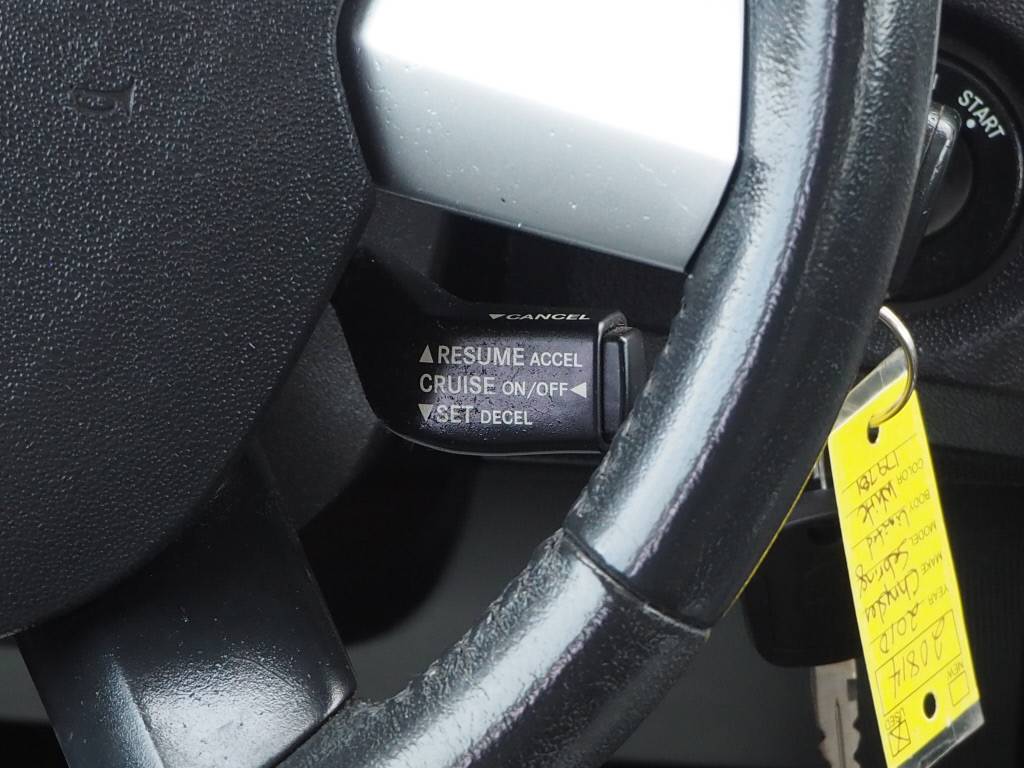 START
▼CANCEL
▲RESUME ACCEL
CRUISE ON/OFF◀
▼SET DECEL
NEW
USED
20814
YEAR 2010
MAKE Chrysler
MODEL Sebring
BODY Limited
COLOR White